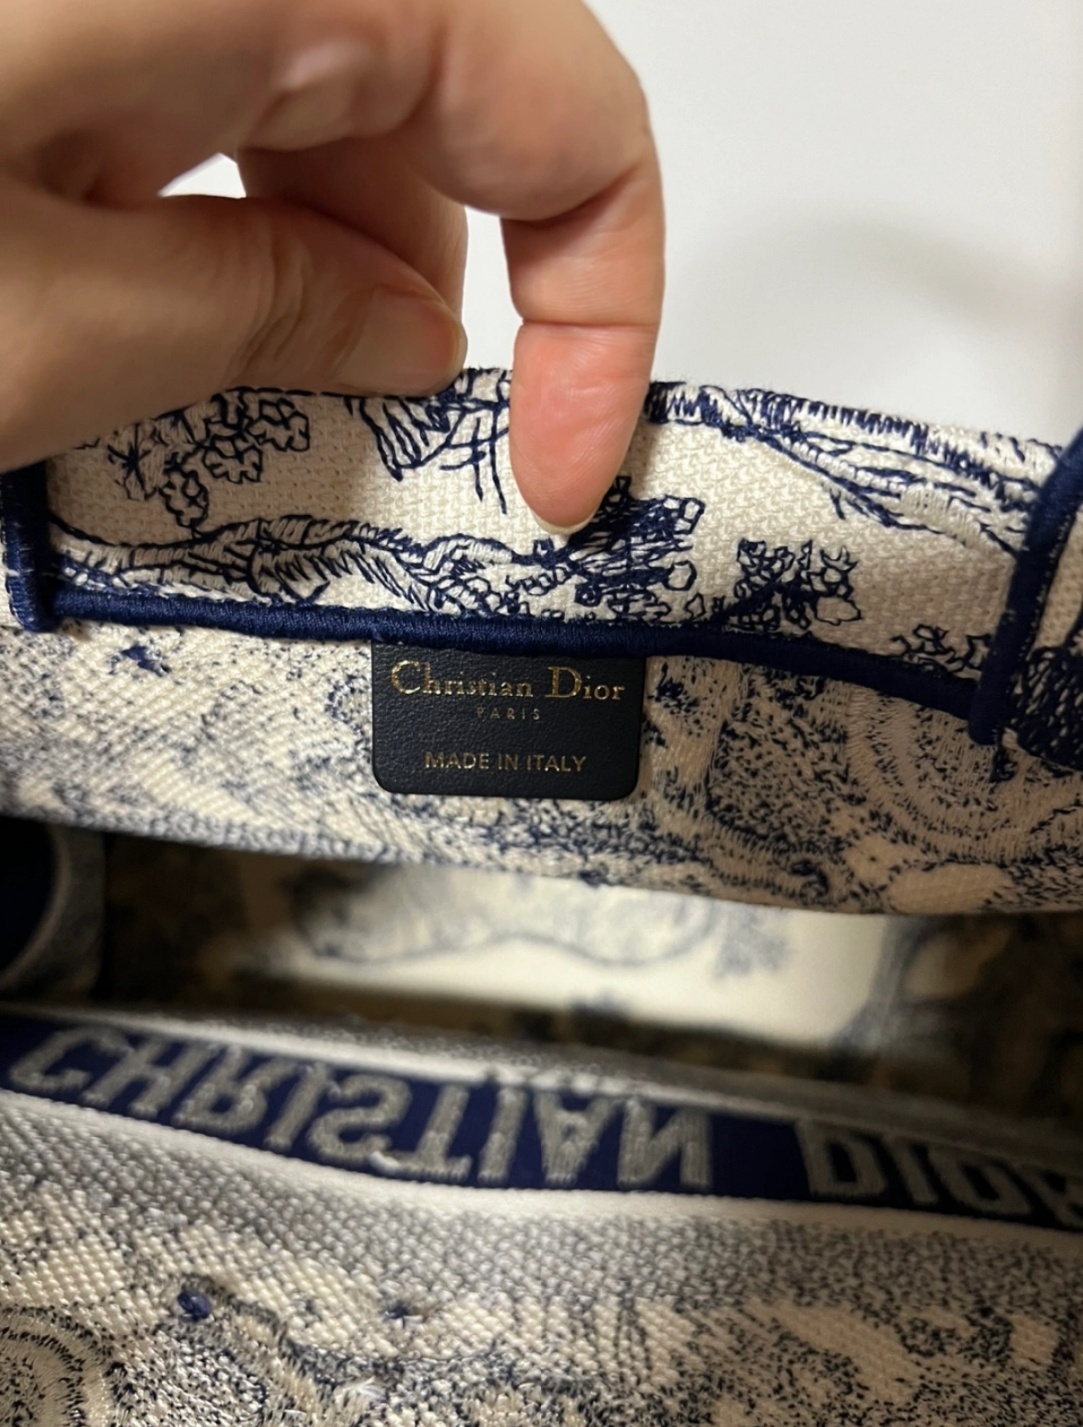 Christian Dior
PARIS
MADE IN ITALY
CHRISTIAN DIOR